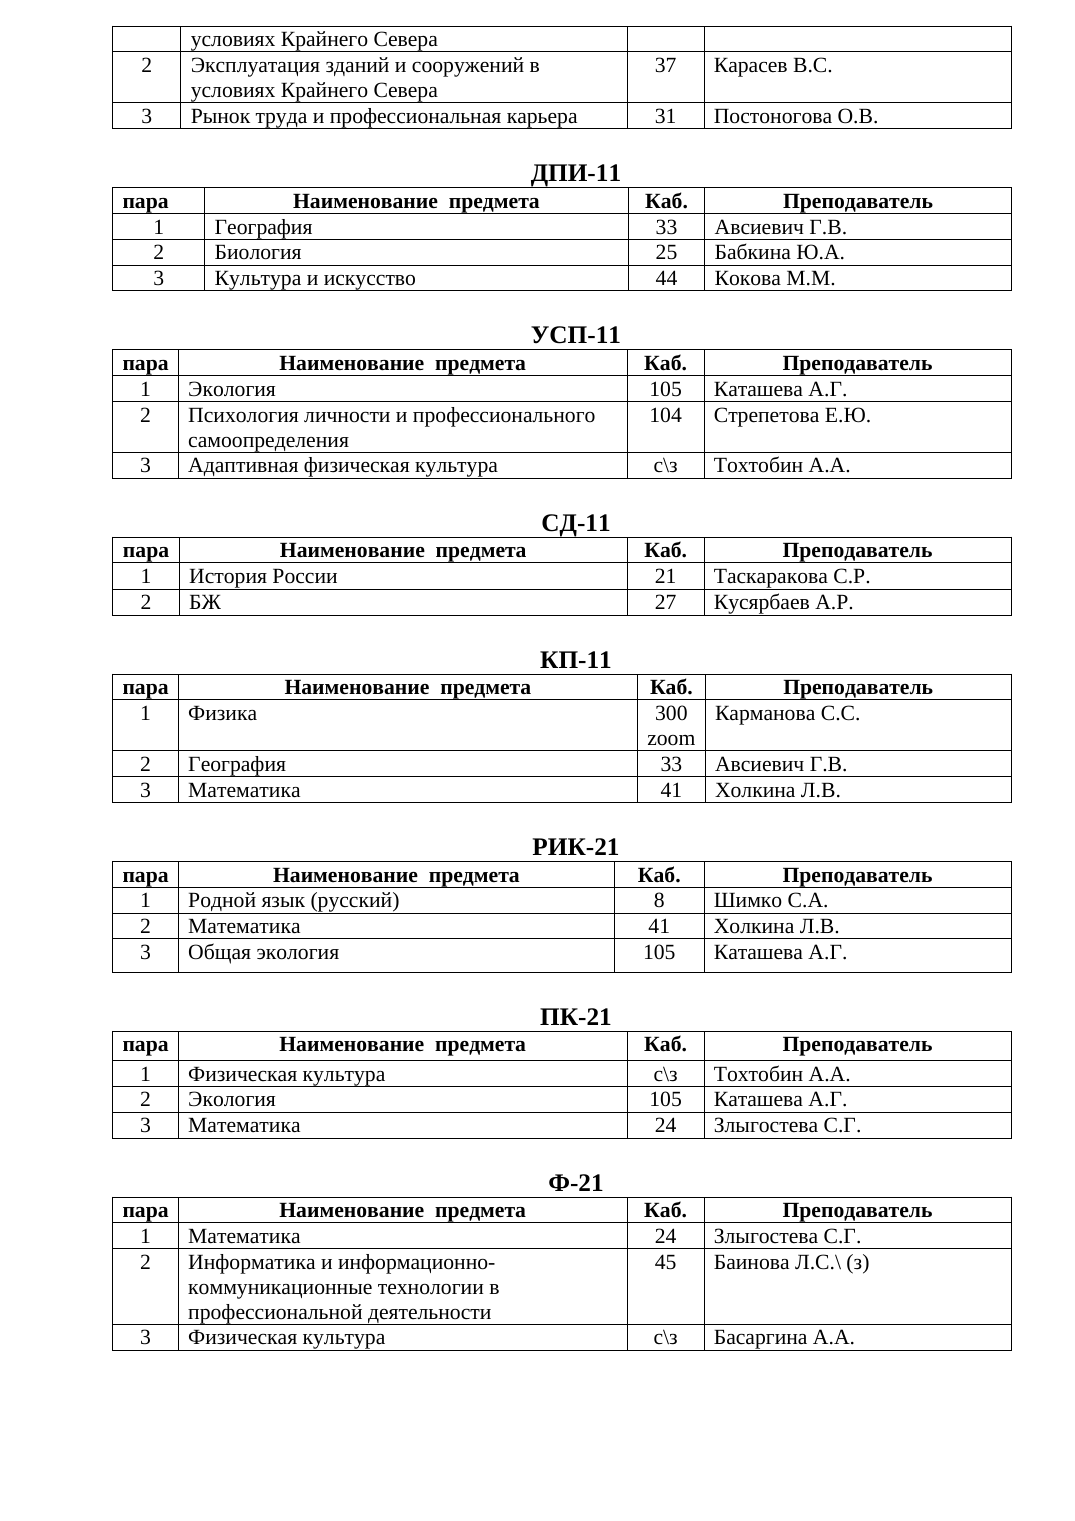 условиях Крайнего Севера
2 Эксплуатация зданий и сооружений в 37 Карасев В.С.
условиях Крайнего Севера
3 Рынок труда и профессиональная карьера 31 Постоногова О.В.
ДПИ-11
пара Наименование предмета Каб. Преподаватель
1 География 33 Авсиевич Г.В.
2 Биология 25 Бабкина Ю.А.
3 Культура и искусство 44 Кокова М.М.
УСП-11
пара Наименование предмета Каб. Преподаватель
1 Экология 105 Каташева А.Г.
2 Психология личности и профессионального 104 Стрепетова Е.Ю.
самоопределения
3 Адаптивная физическая культура с\з Тохтобин А.А.
СД-11
пара Наименование предмета Каб. Преподаватель
1 История России 21 Таскаракова С.Р.
2 БЖ 27 Кусярбаев А.Р.
КП-11
пара Наименование предмета Каб. Преподаватель
1 Физика 300 Карманова С.С.
zoom
2 География 33 Авсиевич Г.В.
3 Математика 41 Холкина Л.В.
РИК-21
пара Наименование предмета Каб. Преподаватель
1 Родной язык (русский) 8 Шимко С.А.
2 Математика 41 Холкина Л.В.
3 Общая экология 105 Каташева А.Г.
ПК-21
пара Наименование предмета Каб. Преподаватель
1 Физическая культура с\з Тохтобин А.А.
2 Экология 105 Каташева А.Г.
3 Математика 24 Злыгостева С.Г.
Ф-21
пара Наименование предмета Каб. Преподаватель
1 Математика 24 Злыгостева С.Г.
2 Информатика и информационно- 45 Баинова Л.С.\ (з)
коммуникационные технологии в
профессиональной деятельности
3 Физическая культура с\з Басаргина А.А.